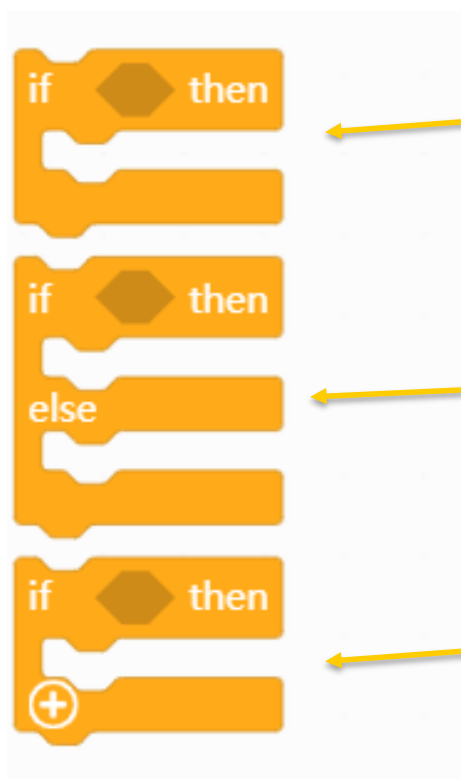 if then
if then
else
if then